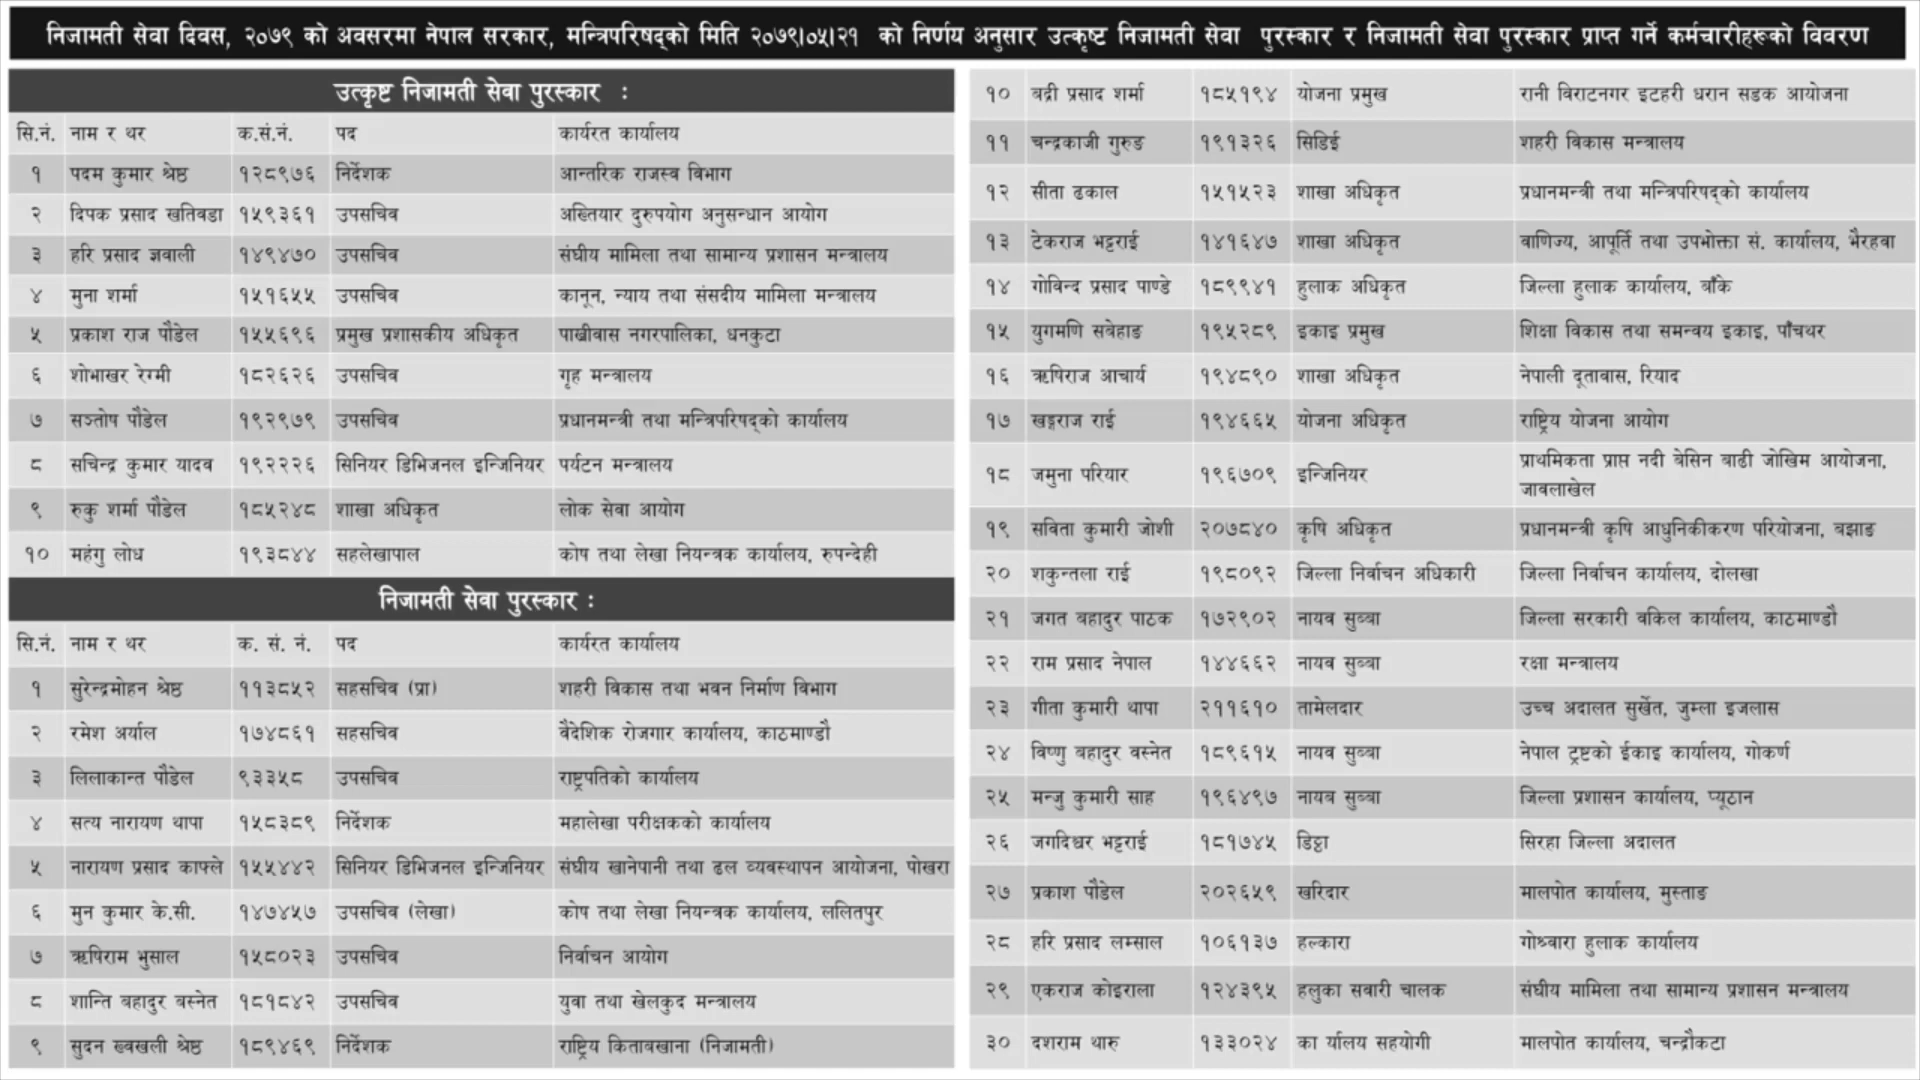 निजामती सेवा दिवस, २०७९ को अवसरमा नेपाल सरकार, मन्त्रिपरिषद्को मिति २०७९।०५।२१ को निर्णय अनुसार उत्कृष्ट निजामती सेवा पुरस्कार र निजामती सेवा पुरस्कार प्राप्त गर्ने कर्मचारीहरूको विवरण
उत्कृष्ट निजामती सेवा पुरस्कार :
सि.नं. नाम र थर क.सं.नं. पद कार्यरत कार्यालय
१ पदम कुमार श्रेष्ठ १२८९७६ निर्देशक आन्तरिक राजस्व विभाग
२ दिपक प्रसाद खतिवडा १५९३६१ उपसचिव अख्तियार दुरुपयोग अनुसन्धान आयोग
३ हरि प्रसाद ज्ञवाली १४९४७० उपसचिव संघीय मामिला तथा सामान्य प्रशासन मन्त्रालय
४ मुना शर्मा १५१६५५ उपसचिव कानून, न्याय तथा संसदीय मामिला मन्त्रालय
५ प्रकाश राज पौडेल १५५६९६ प्रमुख प्रशासकीय अधिकृत पाख्रीवास नगरपालिका, धनकुटा
६ शोभाखर रेग्मी १८२६२६ उपसचिव गृह मन्त्रालय
७ सञ्तोष पौडेल १९२९७९ उपसचिव प्रधानमन्त्री तथा मन्त्रिपरिषद्को कार्यालय
८ सचिन्द्र कुमार यादव १९२२२६ सिनियर डिभिजनल इन्जिनियर पर्यटन मन्त्रालय
९ रुकु शर्मा पौडेल १८५२४८ शाखा अधिकृत लोक सेवा आयोग
१० महंगु लोध १९३८४४ सहलेखापाल कोष तथा लेखा नियन्त्रक कार्यालय, रुपन्देही
निजामती सेवा पुरस्कार :
सि.नं. नाम र थर क. सं. नं. पद कार्यरत कार्यालय
१ सुरेन्द्रमोहन श्रेष्ठ ११३८५२ सहसचिव (प्रा) शहरी विकास तथा भवन निर्माण विभाग
२ रमेश अर्याल १७४८६१ सहसचिव वैदेशिक रोजगार कार्यालय, काठमाण्डौ
३ लिलाकान्त पौडेल ९३३५८ उपसचिव राष्ट्रपतिको कार्यालय
४ सत्य नारायण थापा १५८३८९ निर्देशक महालेखा परीक्षकको कार्यालय
५ नारायण प्रसाद काफ्ले १५५४४२ सिनियर डिभिजनल इन्जिनियर संघीय खानेपानी तथा ढल व्यवस्थापन आयोजना, पोखरा
६ मुन कुमार के.सी. १४७४५७ उपसचिव (लेखा) कोष तथा लेखा नियन्त्रक कार्यालय, ललितपुर
७ ऋषिराम भुसाल १५८०२३ उपसचिव निर्वाचन आयोग
८ शान्ति बहादुर बस्नेत १८१८४२ उपसचिव युवा तथा खेलकुद मन्त्रालय
९ सुदन ख्वखली श्रेष्ठ १८९४६९ निर्देशक राष्ट्रिय किताबखाना (निजामती)
१० बद्री प्रसाद शर्मा १८५१९४ योजना प्रमुख रानी विराटनगर इटहरी धरान सडक आयोजना
११ चन्द्रकाजी गुरुङ १९१३२६ सिडिई शहरी विकास मन्त्रालय
१२ सीता ढकाल १५१५२३ शाखा अधिकृत प्रधानमन्त्री तथा मन्त्रिपरिषद्को कार्यालय
१३ टेकराज भट्टराई १४१६४७ शाखा अधिकृत वाणिज्य, आपूर्ति तथा उपभोक्ता सं. कार्यालय, भैरहवा
१४ गोविन्द प्रसाद पाण्डे १८९९४१ हुलाक अधिकृत जिल्ला हुलाक कार्यालय, बाँके
१५ युगमणि सबेहाङ १९५२८९ इकाइ प्रमुख शिक्षा विकास तथा समन्वय इकाइ, पाँचथर
१६ ऋषिराज आचार्य १९४८९० शाखा अधिकृत नेपाली दूतावास, रियाद
१७ खड्गराज राई १९४६६५ योजना अधिकृत राष्ट्रिय योजना आयोग
१८ जमुना परियार १९६७०९ इन्जिनियर प्राथमिकता प्राप्त नदी बेसिन बाढी जोखिम आयोजना,
जावलाखेल
१९ सविता कुमारी जोशी २०७८४० कृषि अधिकृत प्रधानमन्त्री कृषि आधुनिकीकरण परियोजना, बझाङ
२० शकुन्तला राई १९८०९२ जिल्ला निर्वाचन अधिकारी जिल्ला निर्वाचन कार्यालय, दोलखा
२१ जगत बहादुर पाठक १७२९०२ नायव सुब्बा जिल्ला सरकारी वकिल कार्यालय, काठमाण्डौ
२२ राम प्रसाद नेपाल १४४६६२ नायव सुब्बा रक्षा मन्त्रालय
२३ गीता कुमारी थापा २११६१० तामेलदार उच्च अदालत सुर्खेत, जुम्ला इजलास
२४ विष्णु बहादुर वस्नेत १८९६१५ नायव सुब्बा नेपाल ट्रष्टको ईकाइ कार्यालय, गोकर्ण
२५ मन्जु कुमारी साह १९६४९७ नायब सुब्बा जिल्ला प्रशासन कार्यालय, प्यूठान
२६ जगदिश्वर भट्टराई १८१७४५ डिट्ठा सिरहा जिल्ला अदालत
२७ प्रकाश पौडेल २०२६५९ खरिदार मालपोत कार्यालय, मुस्ताङ
२८ हरि प्रसाद लम्साल १०६१३७ हल्कारा गोश्वारा हुलाक कार्यालय
२९ एकराज कोइराला १२४३९५ हलुका सवारी चालक संघीय मामिला तथा सामान्य प्रशासन मन्त्रालय
३० दशराम थारु १३३०२४ का र्यालय सहयोगी मालपोत कार्यालय, चन्द्रौकटा